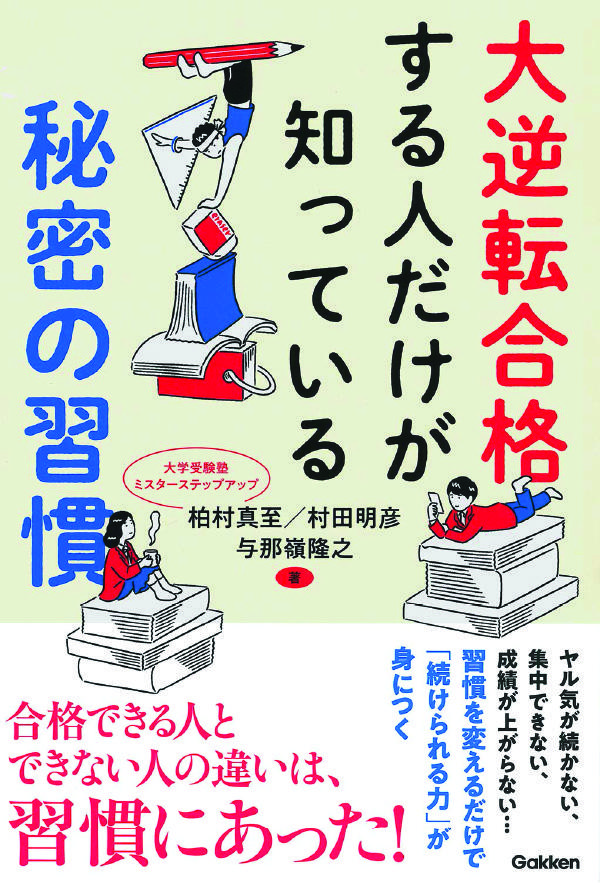 大逆転合格
する人だけが
知っている
秘密の習慣
大学受験塾
ミスターステップアップ
柏村真至／村田明彦
与那嶺隆之
著
ヤル気が続かない、
集中できない、
成績が上がらない…
習慣を変えるだけで
「続けられる力」が
身につく
合格できる人と
できない人の違いは、
習慣にあった！
Gakken